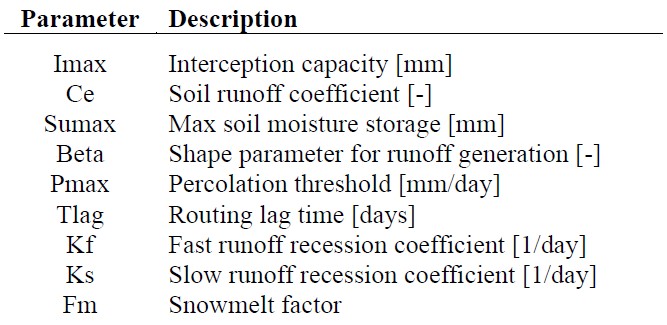 Parameter Description
Imax Interception capacity [mm]
Ce Soil runoff coefficient [-]
Sumax Max soil moisture storage [mm]
Beta Shape parameter for runoff generation [-]
Pmax Percolation threshold [mm/day]
Tlag Routing lag time [days]
Kf Fast runoff recession coefficient [1/day]
Ks Slow runoff recession coefficient [1/day]
Fm Snowmelt factor